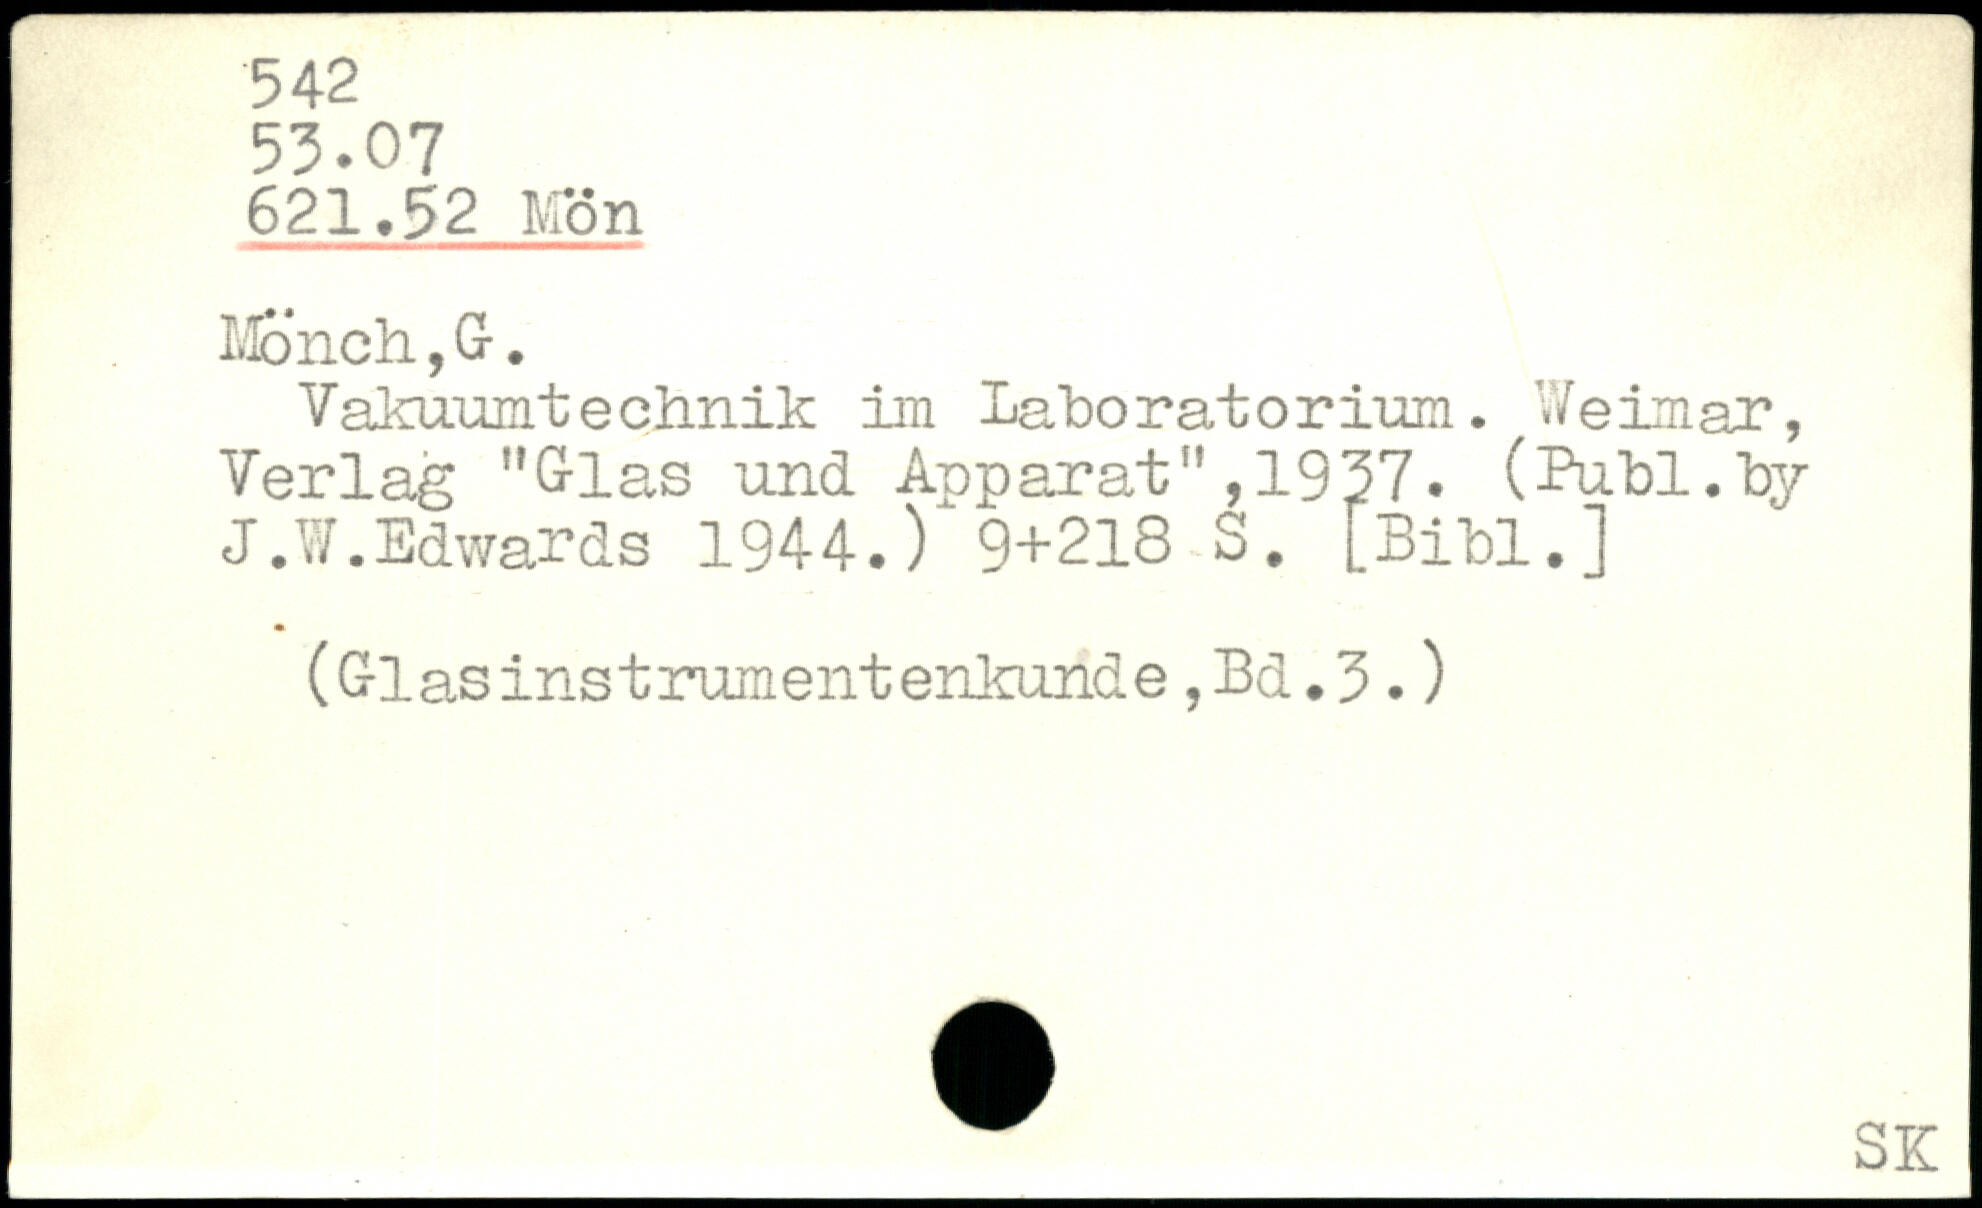 542
53.07
621.52 Mön
Mönch,G.
Vakuumtechnik im Laboratorium. Weimar,
Verlag "Glas und Apparat",1937. (Publ.by
J.W.Edwards 1944.) 9+218 S. [Bibl.]
(Glasinstrumentenkunde,Bd.3.)
SK